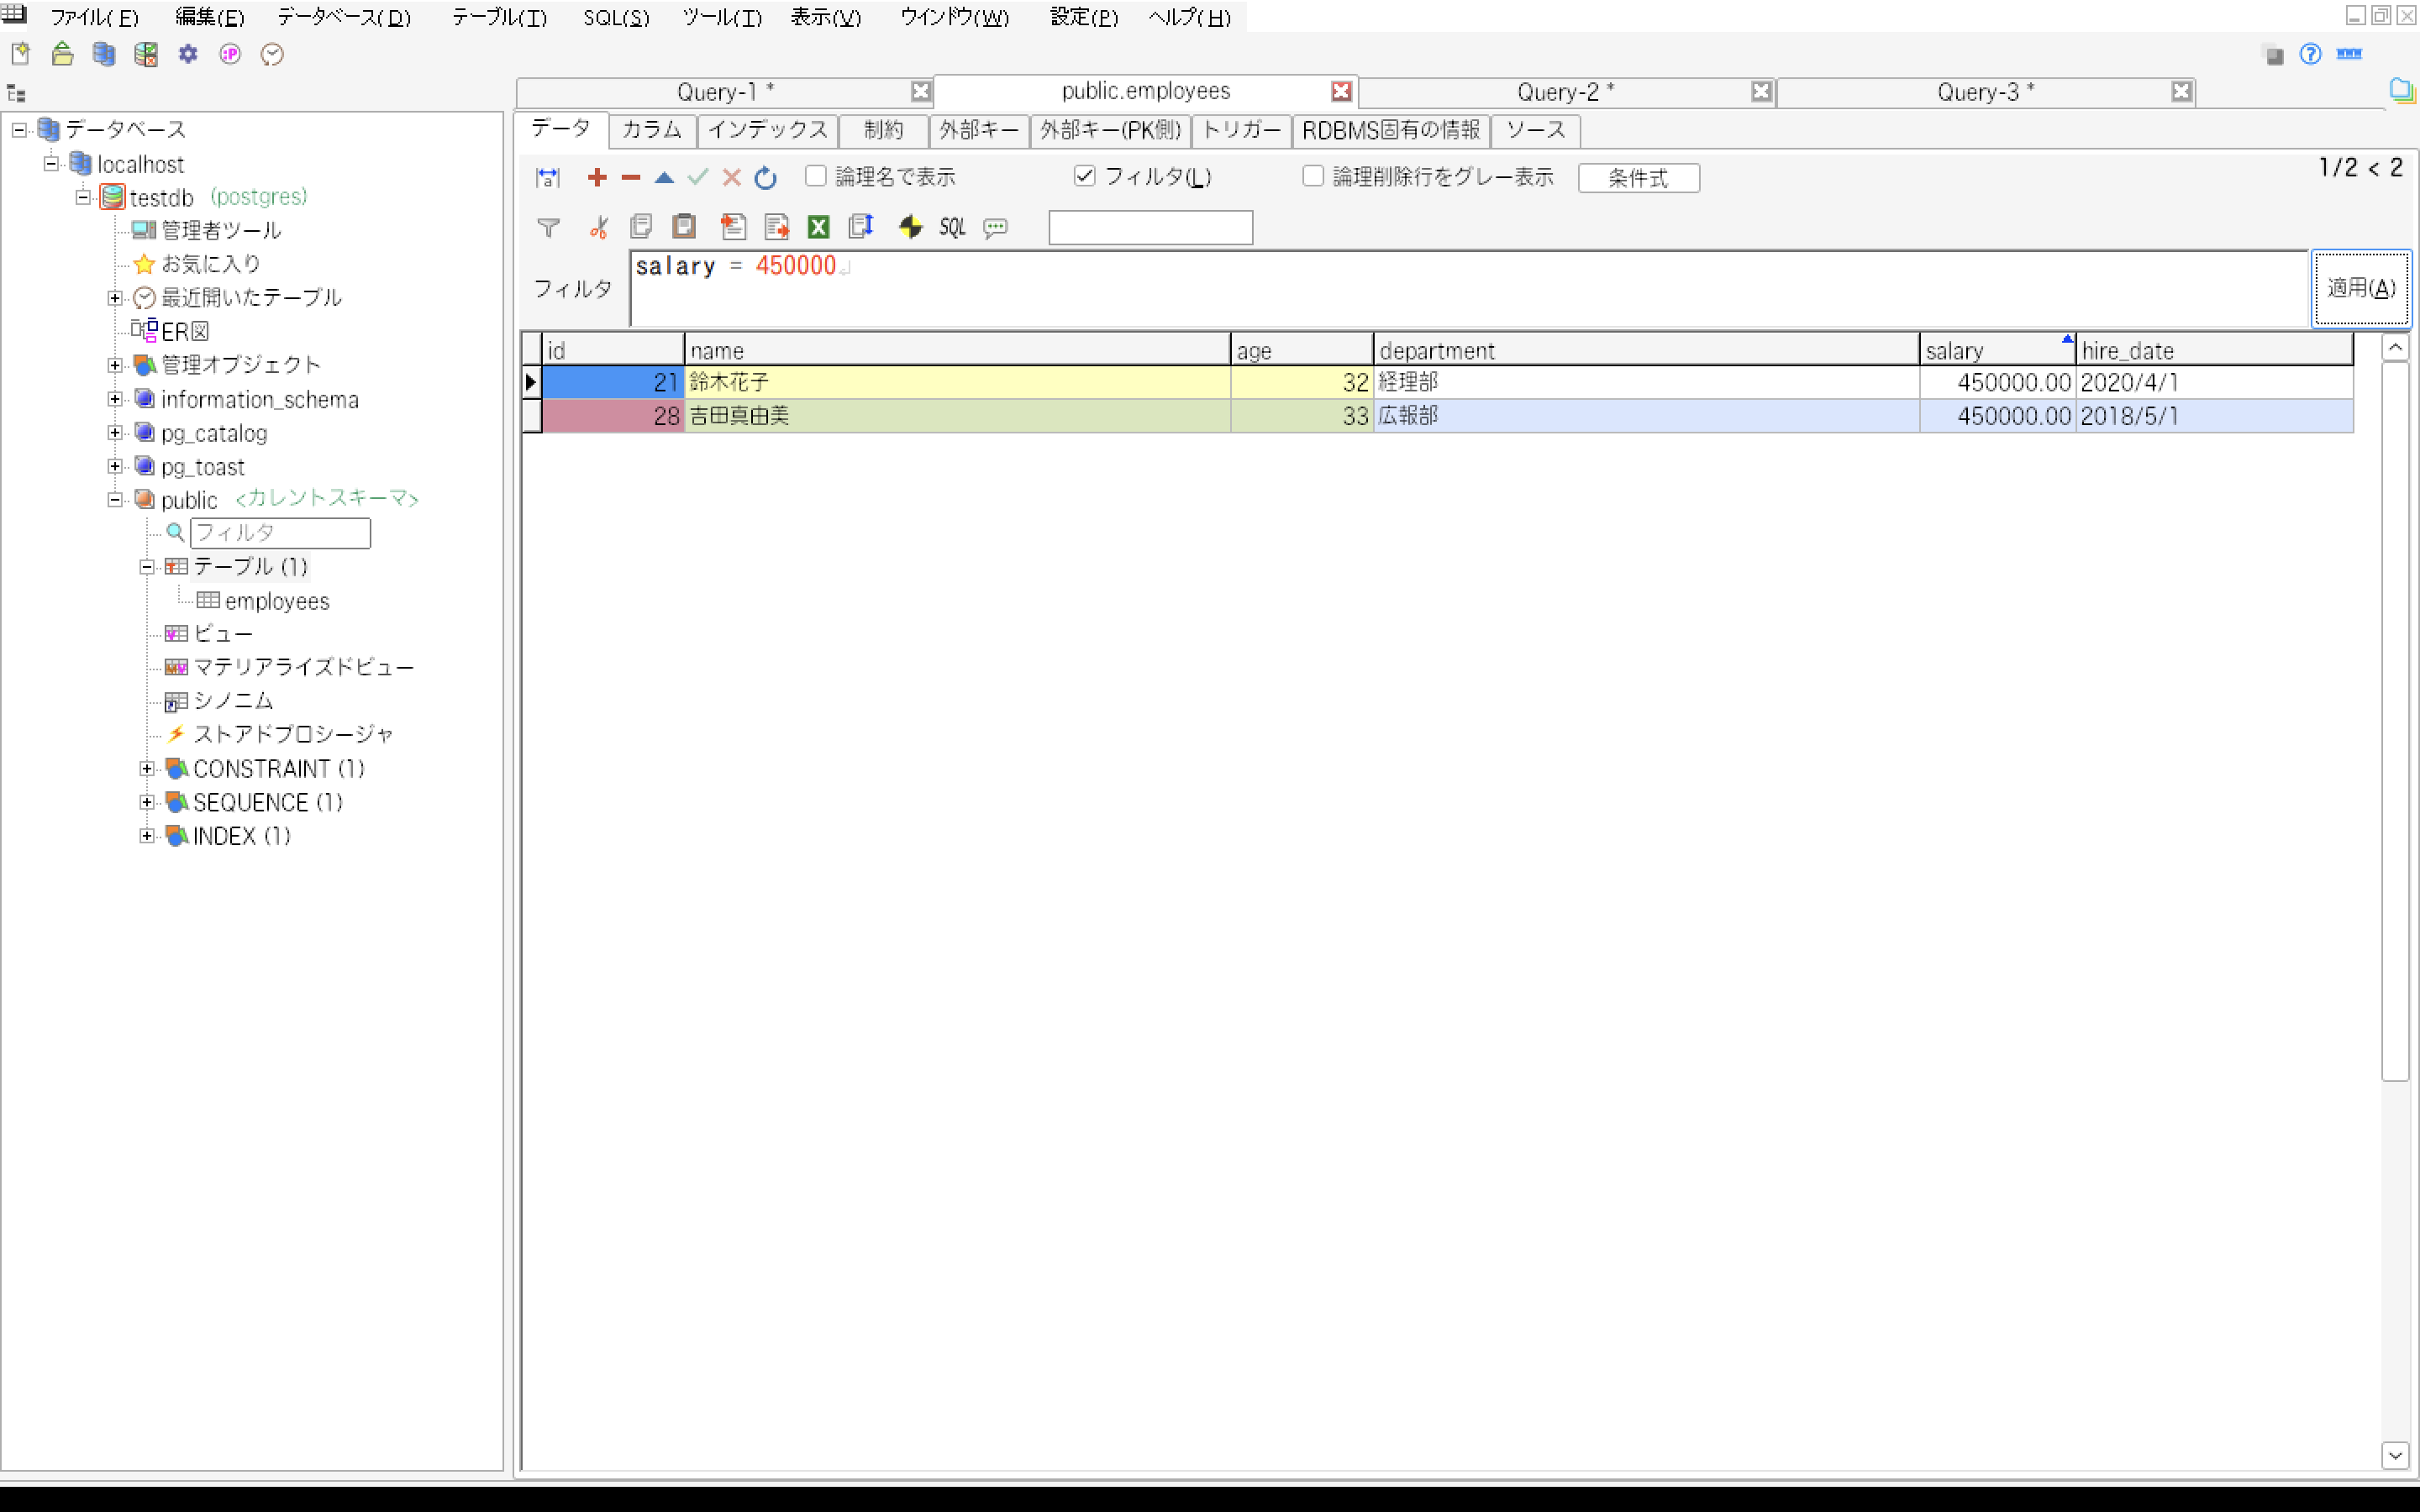 ファイル(F) 編集(E) データベース(D) テーブル(T) SQL(S) ツール(T) 表示(V) ウインドウ(W) 設定(P) ヘルプ(H)
Query-1 * public.employees Query-2 * Query-3 *
データベース
localhost
testdb (postgres)
管理者ツール
お気に入り
最近開いたテーブル
ER図
管理オブジェクト
information_schema
pg_catalog
pg_toast
public <カレントスキーマ>
フィルタ
テーブル (1)
employees
ビュー
マテリアライズドビュー
シノニム
ストアドプロシージャ
CONSTRAINT (1)
SEQUENCE (1)
INDEX (1)
データ カラム インデックス 制約 外部キー 外部キー(PK側) トリガー RDBMS固有の情報 ソース
論理名で表示 フィルタ(L) 論理削除行をグレー表示 条件式 1/2 < 2
SQL
フィルタ salary = 450000 適用(A)
id name age department salary hire_date
21 鈴木花子 32 経理部 450000.00 2020/4/1
28 吉田真由美 33 広報部 450000.00 2018/5/1